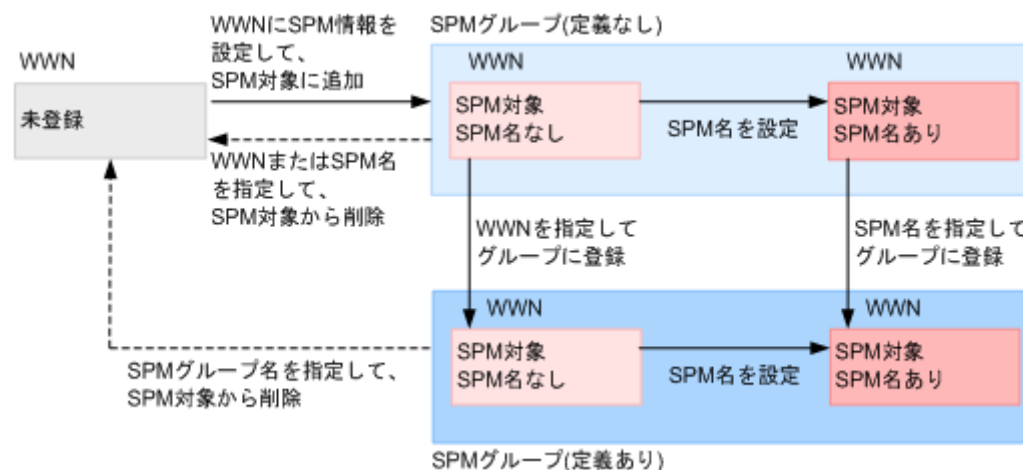 WWNにSPM情報を
設定して、
SPM対象に追加
SPMグループ(定義なし)
WWN
WWN
WWN
未登録
SPM対象
SPM名なし
SPM名を設定
SPM対象
SPM名あり
WWNまたはSPM名
を指定して、
SPM対象から削除
WWNを指定して
グループに登録
SPM名を指定して
グループに登録
WWN
WWN
SPM対象
SPM名なし
SPM名を設定
SPM対象
SPM名あり
SPMグループ名を指定して、
SPM対象から削除
SPMグループ(定義あり)